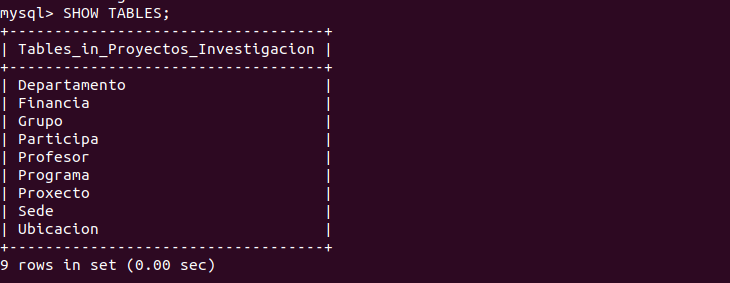 mysql> SHOW TABLES;
+-----------------------------------+
| Tables_in_Proyectos_Investigacion |
+-----------------------------------+
| Departamento                      |
| Financia                          |
| Grupo                             |
| Participa                         |
| Profesor                          |
| Programa                          |
| Proxecto                          |
| Sede                              |
| Ubicacion                         |
+-----------------------------------+
9 rows in set (0.00 sec)